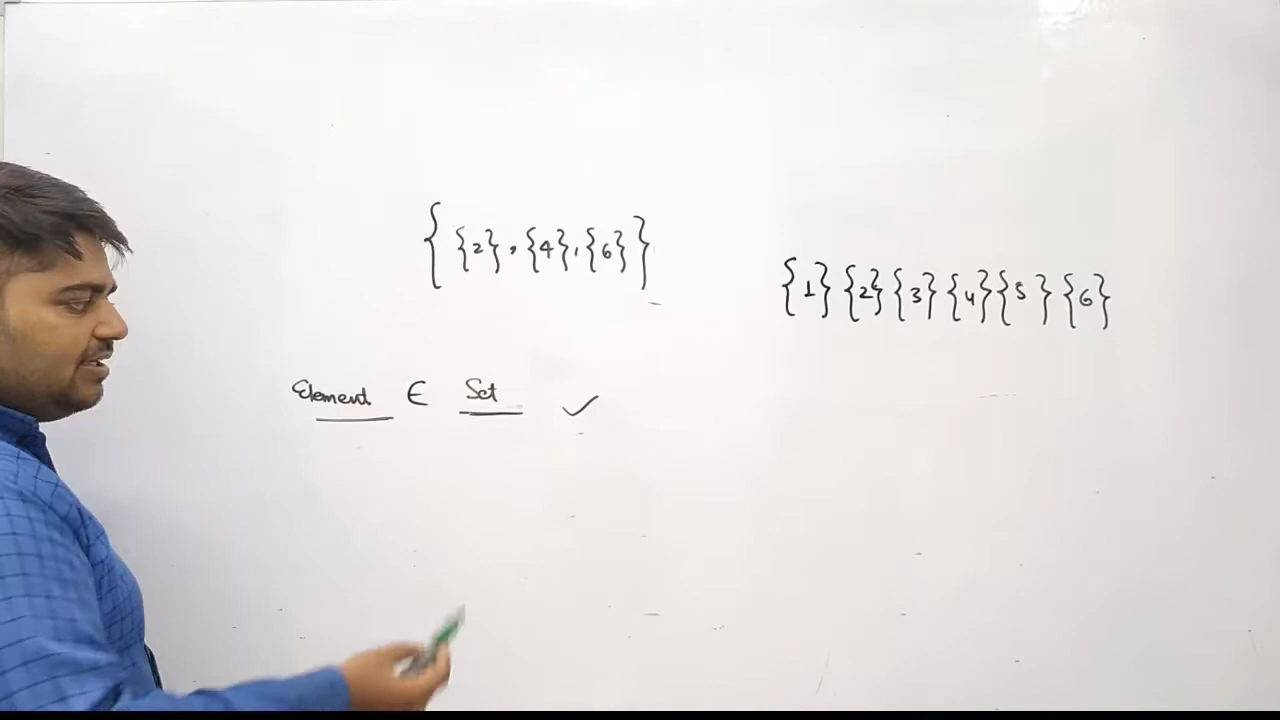 { {2}, {4}, {6} }
{1} {2} {3} {4} {5} {6}
Element ∈ Set ✓